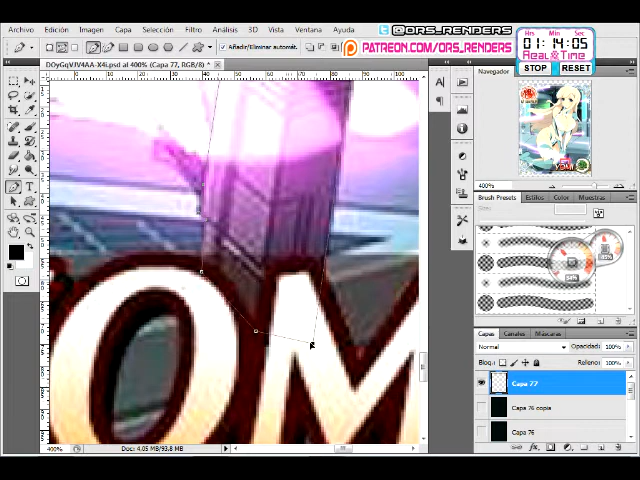 Archivo Edición Imagen Capa Selección Filtro Análisis 3D Vista Ventana
@ORS_RENDERS
PATREON.COM/ORS_RENDERS
Hrs Min Sec
01:14:05
Real & Time
STOP RESET
Añadir/Eliminar automát.
DOyGqVJV4AA-X4i.psd al 400% (Capa 77, RGB/8) *
Navegador
YOMI
400%
Brush Presets Estilos Color
OM
Capas Canales Máscaras
Normal Opacidad: 100%
Bloq.: Relleno: 100%
Capa 77
Capa 76 copia
Capa 76
400% Doc: 4.05 MB/93.8 MB